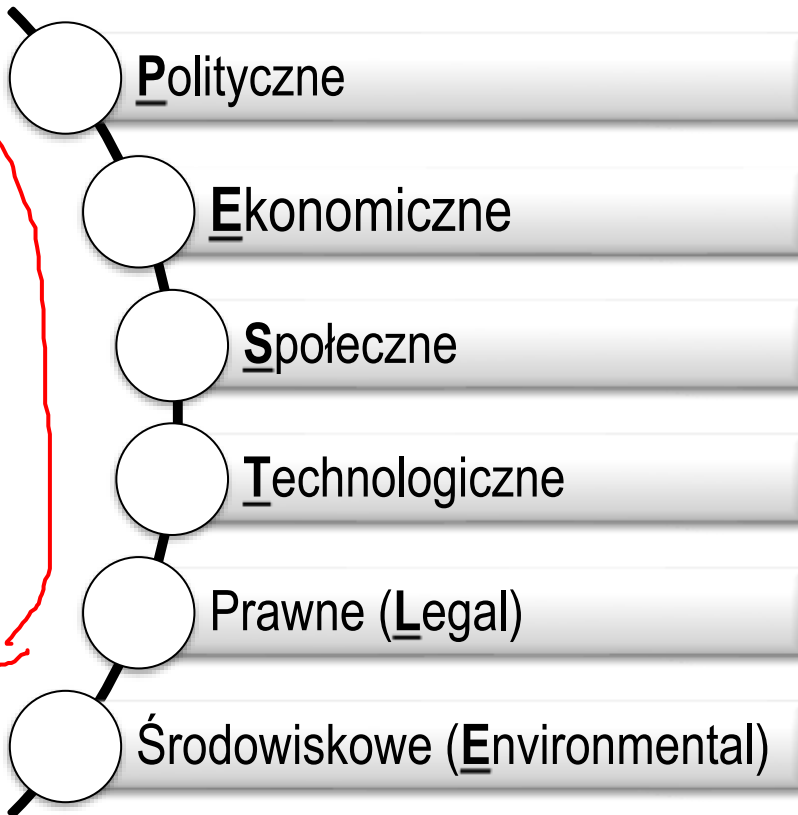 Polityczne
Ekonomiczne
Społeczne
Technologiczne
Prawne (Legal)
Środowiskowe (Environmental)